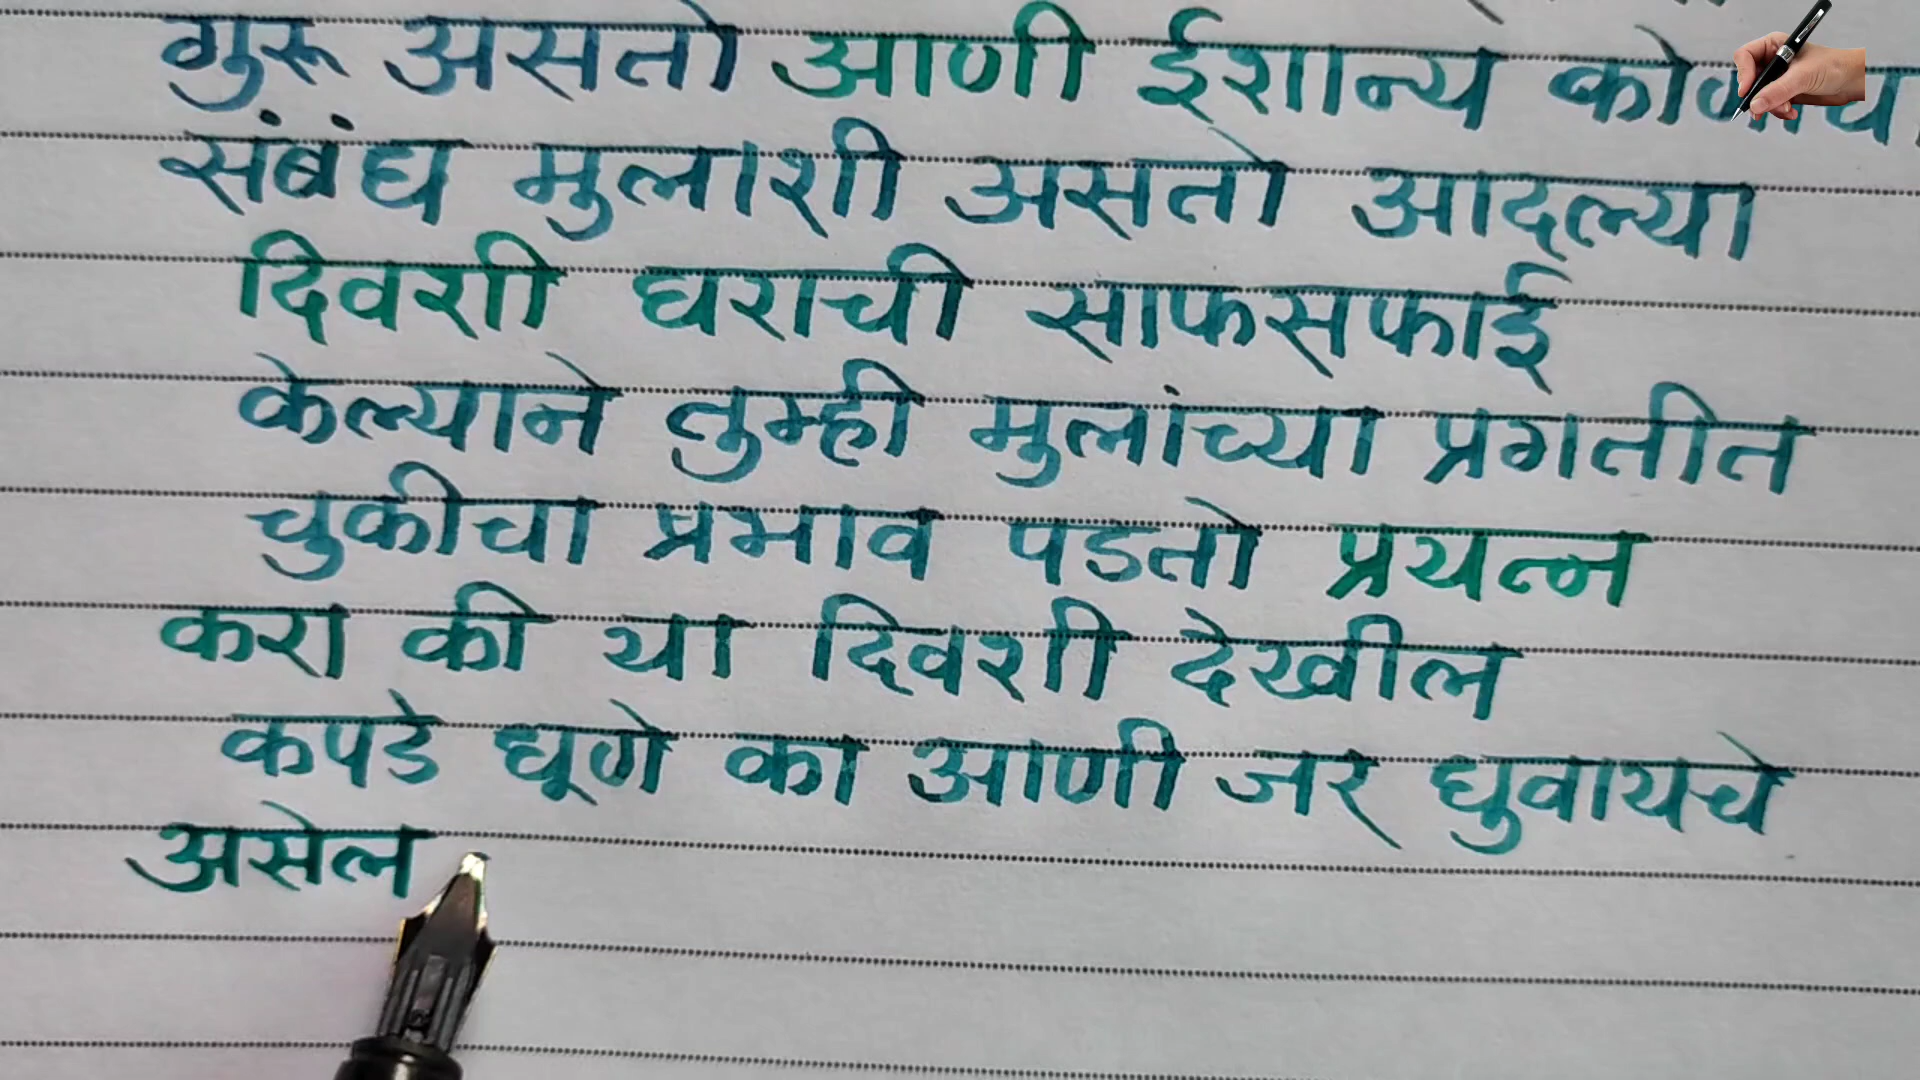 गुरू असतो आणी ईशान्य
संबंध मुलाशी असतो आदल्या
दिवशी घराची साफसफाई
केल्याने तुम्ही मुलांच्या प्रगतीत
चुकीचा प्रभाव पडतो प्रयत्न
करा की या दिवशी देखील
कपडे धूणे का आणी जर धुवायचे
असेल